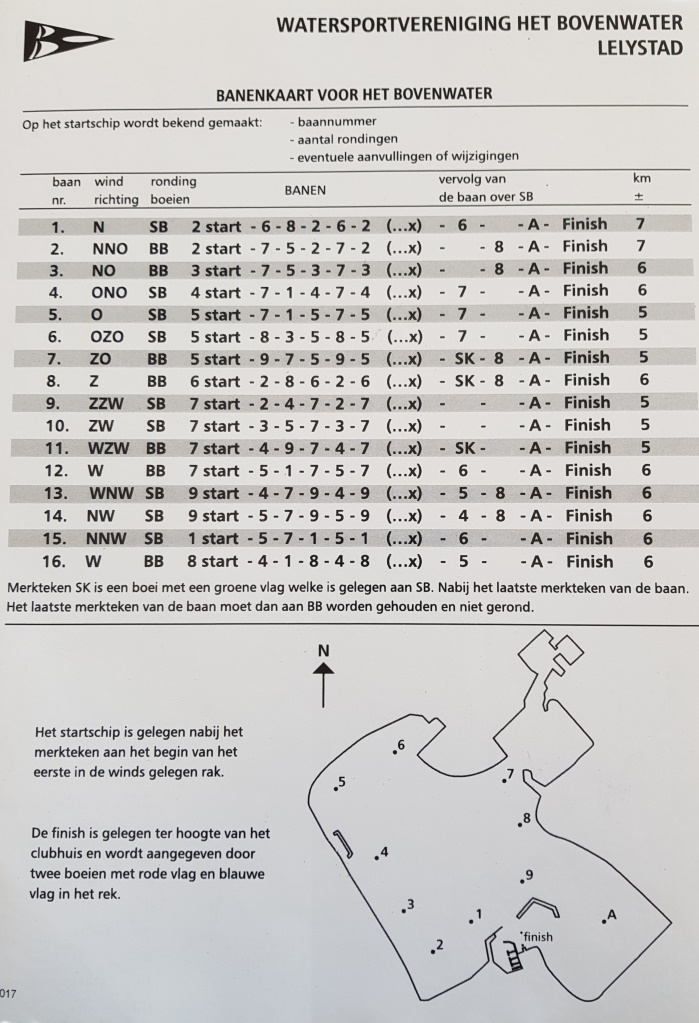 WATERSPORTVERENIGING HET BOVENWATER
LELYSTAD
BANENKAART VOOR HET BOVENWATER
Op het startschip wordt bekend gemaakt: - baannummer
- aantal rondingen
- eventuele aanvullingen of wijzigingen
baan wind ronding BANEN vervolg van km
nr. richting boeien de baan over SB ±
1. N SB 2 start - 6 - 8 - 2 - 6 - 2 (...x) - 6 - - A - Finish 7
2. NNO BB 2 start - 7 - 5 - 2 - 7 - 2 (...x) - - 8 - A - Finish 7
3. NO BB 3 start - 7 - 5 - 3 - 7 - 3 (...x) - - 8 - A - Finish 6
4. ONO SB 4 start - 7 - 1 - 4 - 7 - 4 (...x) - 7 - - A - Finish 6
5. O SB 5 start - 7 - 1 - 5 - 7 - 5 (...x) - 7 - - A - Finish 5
6. OZO SB 5 start - 8 - 3 - 5 - 8 - 5 (...x) - 7 - - A - Finish 5
7. ZO BB 5 start - 9 - 7 - 5 - 9 - 5 (...x) - SK - 8 - A - Finish 5
8. Z BB 6 start - 2 - 8 - 6 - 2 - 6 (...x) - SK - 8 - A - Finish 6
9. ZZW SB 7 start - 2 - 4 - 7 - 2 - 7 (...x) - - - A - Finish 5
10. ZW SB 7 start - 3 - 5 - 7 - 3 - 7 (...x) - - - A - Finish 5
11. WZW BB 7 start - 4 - 9 - 7 - 4 - 7 (...x) - SK - - A - Finish 5
12. W BB 7 start - 5 - 1 - 7 - 5 - 7 (...x) - 6 - - A - Finish 6
13. WNW SB 9 start - 4 - 7 - 9 - 4 - 9 (...x) - 5 - 8 - A - Finish 6
14. NW SB 9 start - 5 - 7 - 9 - 5 - 9 (...x) - 4 - 8 - A - Finish 6
15. NNW SB 1 start - 5 - 7 - 1 - 5 - 1 (...x) - 6 - - A - Finish 6
16. W BB 8 start - 4 - 1 - 8 - 4 - 8 (...x) - 5 - - A - Finish 6
Merkteken SK is een boei met een groene vlag welke is gelegen aan SB. Nabij het laatste merkteken van de baan.
Het laatste merkteken van de baan moet dan aan BB worden gehouden en niet gerond.
N
Het startschip is gelegen nabij het
merkteken aan het begin van het
eerste in de winds gelegen rak.
De finish is gelegen ter hoogte van het
clubhuis en wordt aangegeven door
twee boeien met rode vlag en blauwe
vlag in het rek.
6
7
5
8
4
9
3
1
A
2
finish
017